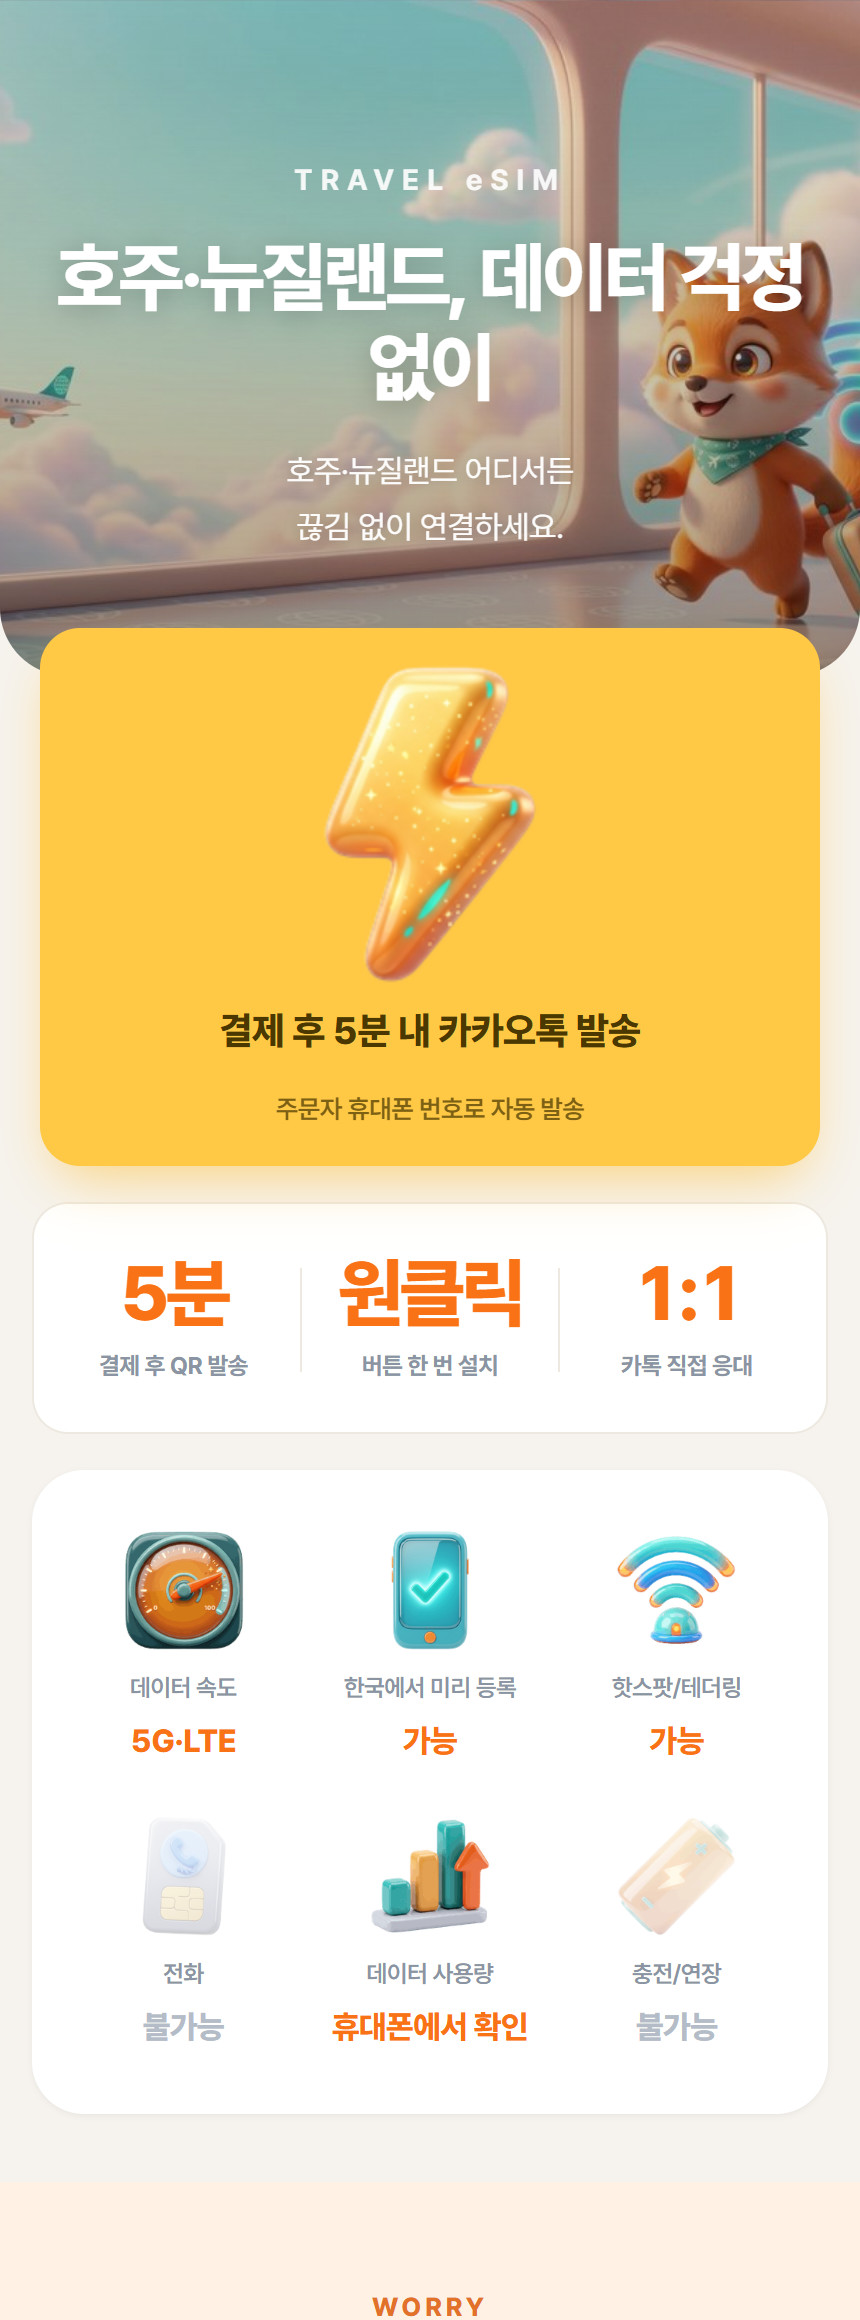 TRAVEL eSIM
호주·뉴질랜드, 데이터 걱정
없이
호주·뉴질랜드 어디서든
끊김 없이 연결하세요.
결제 후 5분 내 카카오톡 발송
주문자 휴대폰 번호로 자동 발송
5분
결제 후 QR 발송
원클릭
버튼 한 번 설치
1:1
카톡 직접 응대
데이터 속도
5G·LTE
한국에서 미리 등록
가능
핫스팟/테더링
가능
전화
불가능
데이터 사용량
휴대폰에서 확인
충전/연장
불가능
WORRY